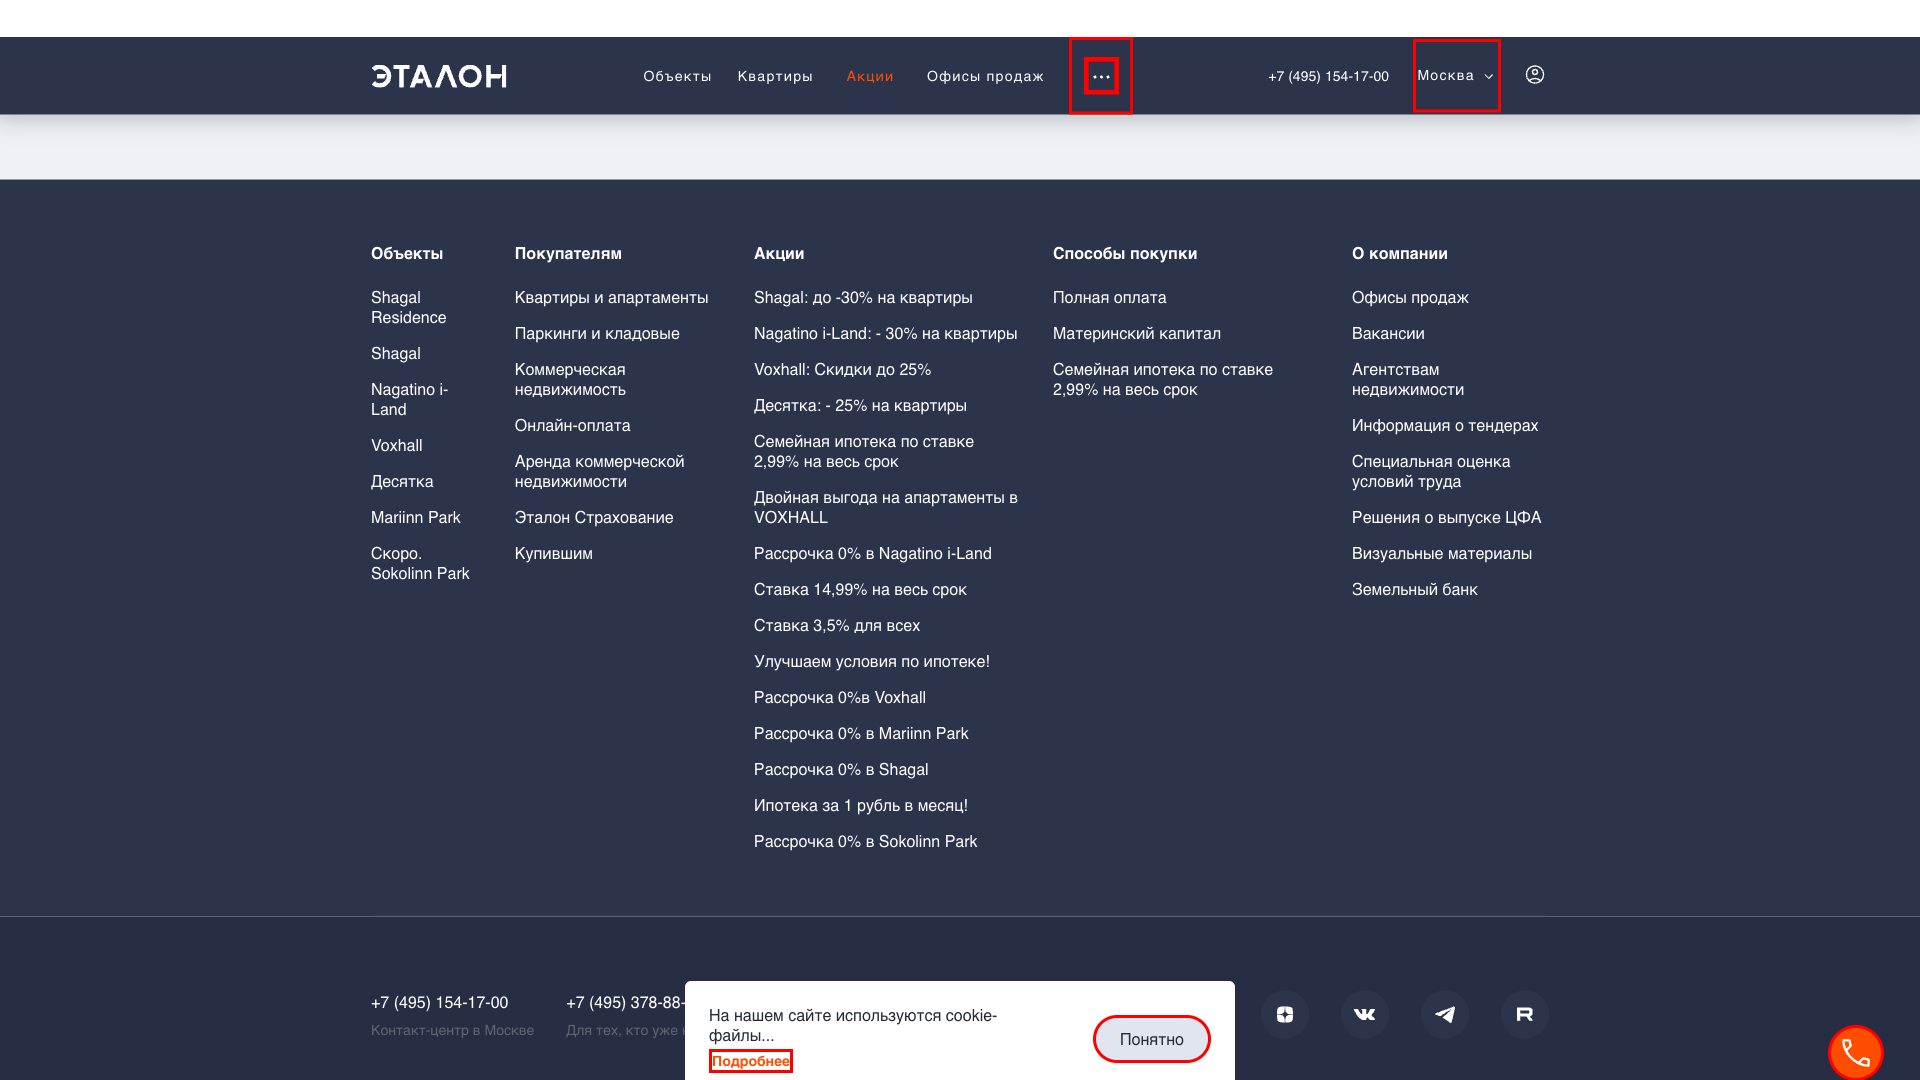 ЭТАЛОН
Объекты
Квартиры
Акции
Офисы продаж
...
+7 (495) 154-17-00
Москва
Объекты
Shagal
Residence
Shagal
Nagatino i-
Land
Voxhall
Десятка
Mariinn Park
Скоро.
Sokolinn Park
Покупателям
Квартиры и апартаменты
Паркинги и кладовые
Коммерческая
недвижимость
Онлайн-оплата
Аренда коммерческой
недвижимости
Эталон Страхование
Купившим
Акции
Shagal: до -30% на квартиры
Nagatino i-Land: - 30% на квартиры
Voxhall: Скидки до 25%
Десятка: - 25% на квартиры
Семейная ипотека по ставке
2,99% на весь срок
Двойная выгода на апартаменты в
VOXHALL
Рассрочка 0% в Nagatino i-Land
Ставка 14,99% на весь срок
Ставка 3,5% для всех
Улучшаем условия по ипотеке!
Рассрочка 0%в Voxhall
Рассрочка 0% в Mariinn Park
Рассрочка 0% в Shagal
Ипотека за 1 рубль в месяц!
Рассрочка 0% в Sokolinn Park
Способы покупки
Полная оплата
Материнский капитал
Семейная ипотека по ставке
2,99% на весь срок
О компании
Офисы продаж
Вакансии
Агентствам
недвижимости
Информация о тендерах
Специальная оценка
условий труда
Решения о выпуске ЦФА
Визуальные материалы
Земельный банк
+7 (495) 154-17-00
Контакт-центр в Москве
+7 (495) 378-88-
Для тех, кто уже
На нашем сайте используются cookie-
файлы...
Подробнее
Понятно